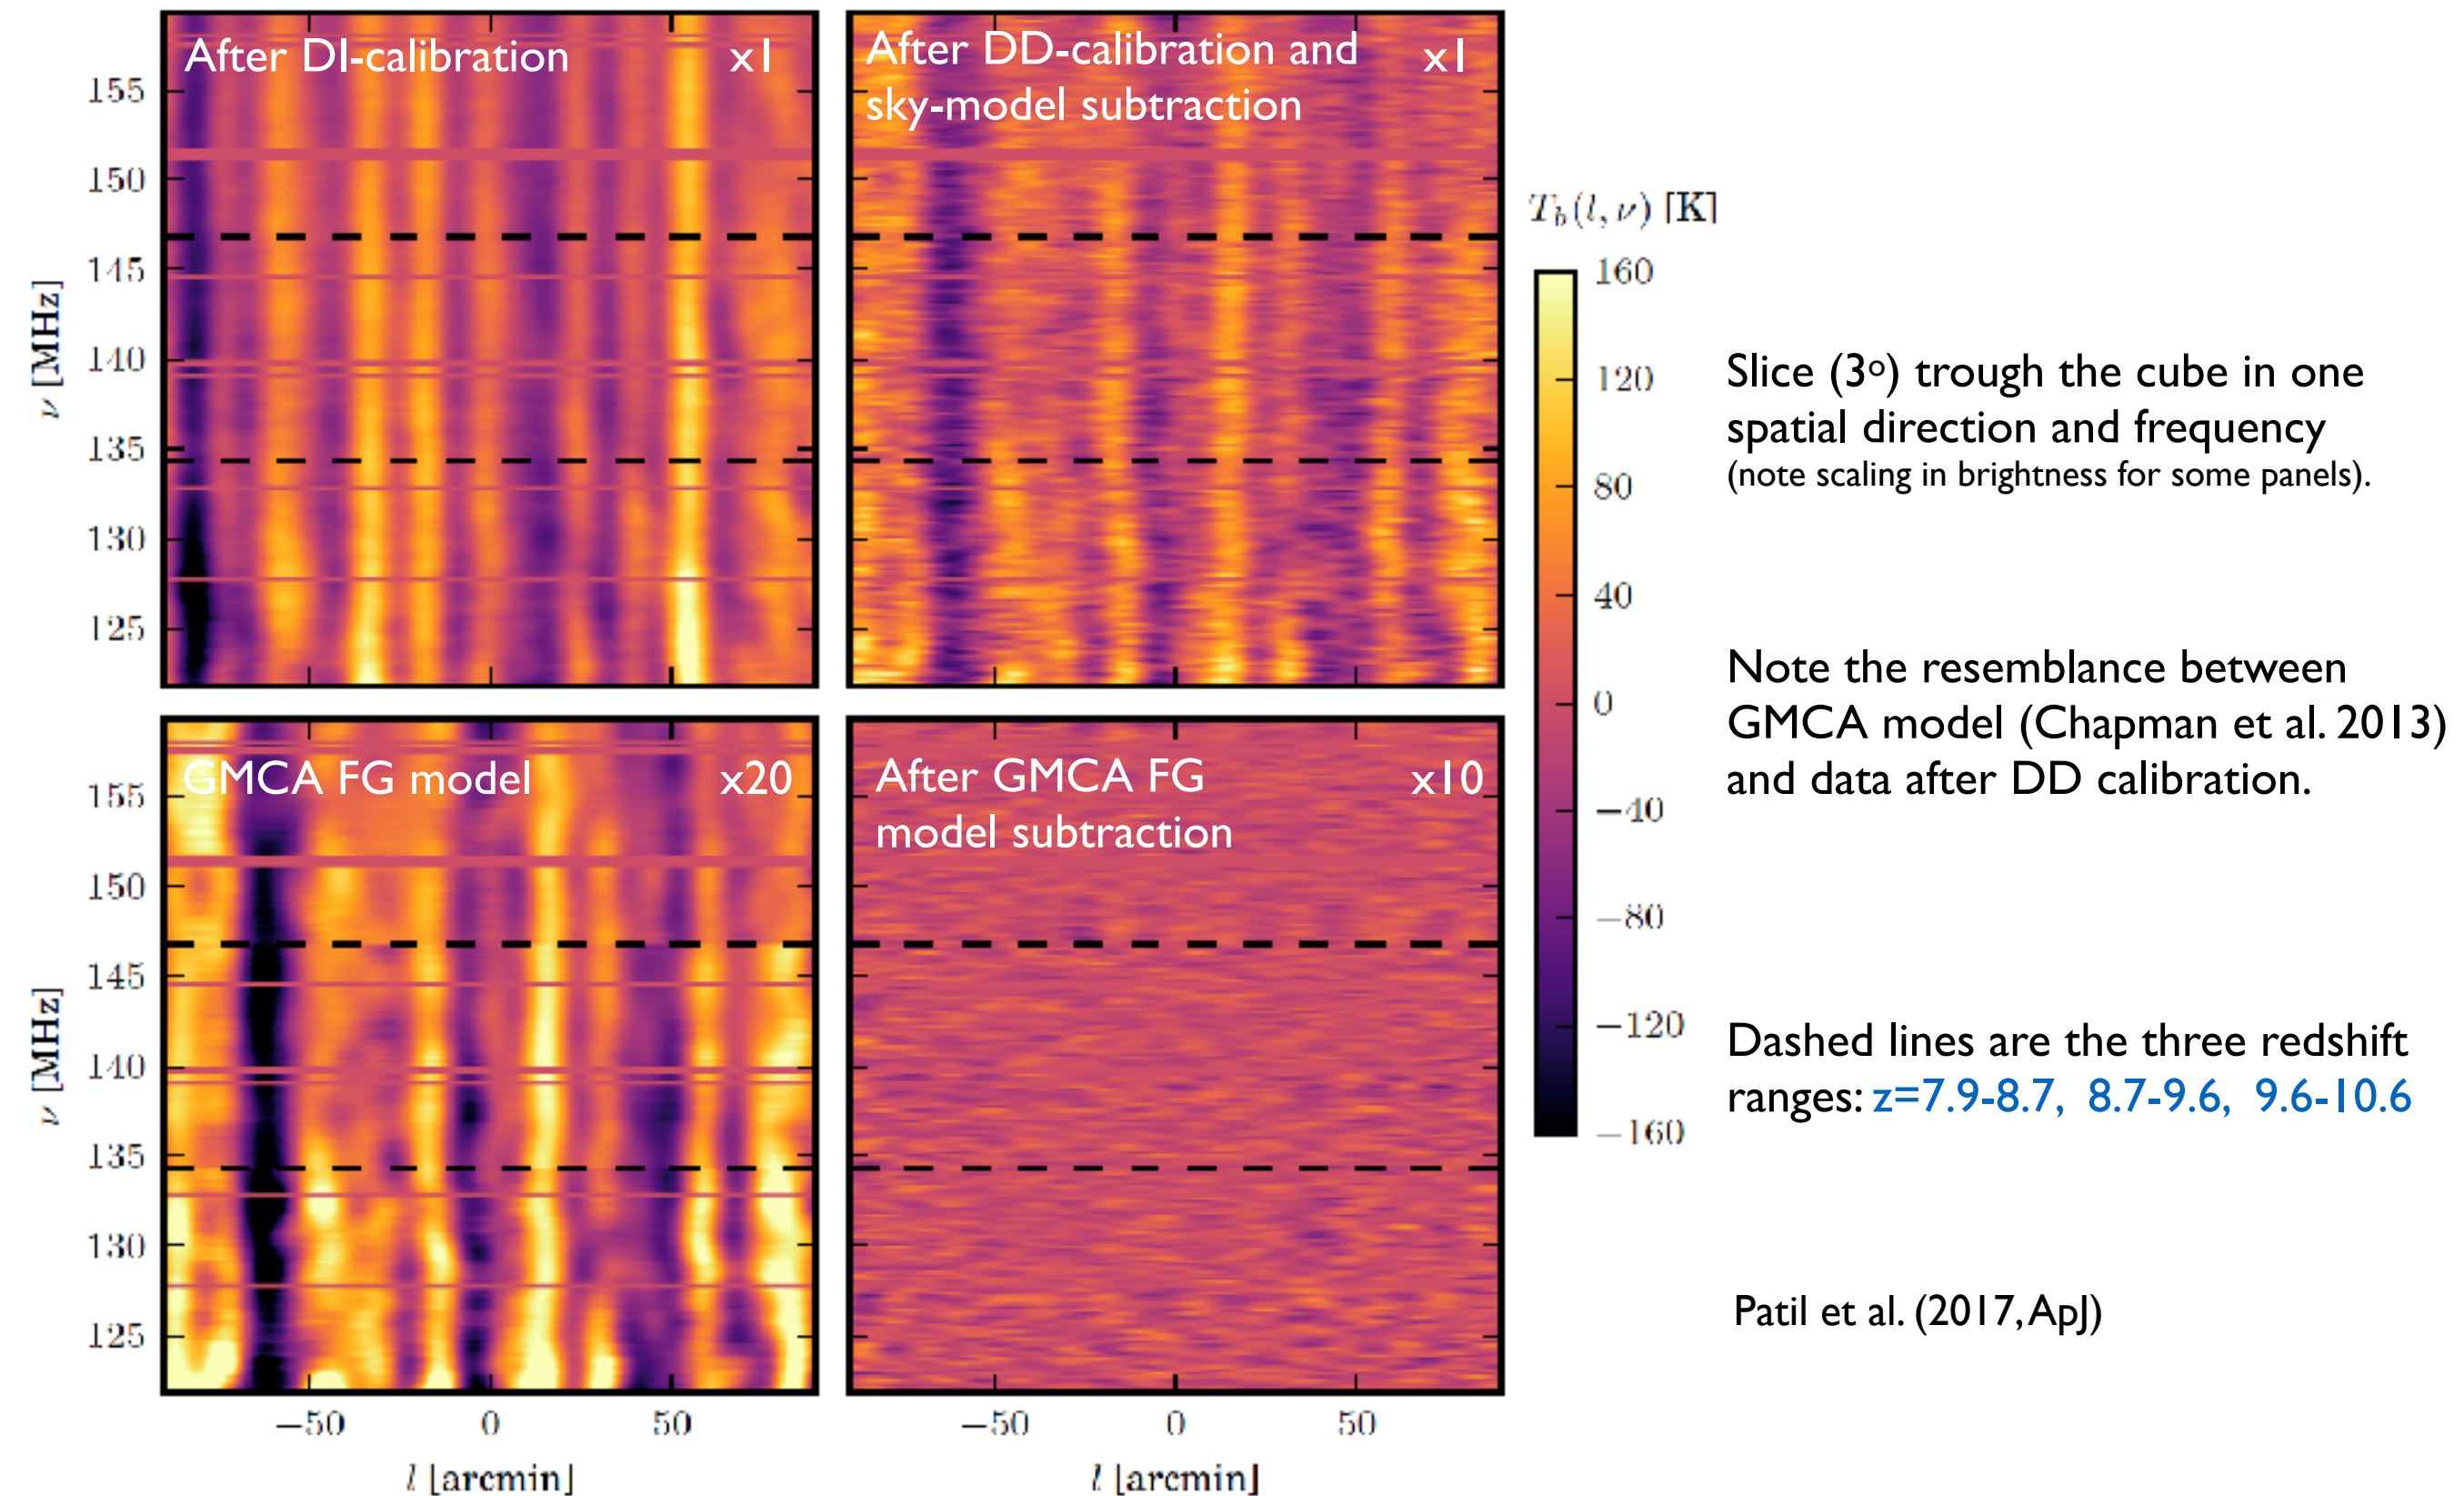 After DI-calibration x1
After DD-calibration and x1
sky-model subtraction
155
150
145
140
135
130
125
ν [MHz]
T_b(l, ν) [K]
160
120
80
40
0
−40
−80
−120
−160
Slice (3º) trough the cube in one
spatial direction and frequency
(note scaling in brightness for some panels).
Note the resemblance between
GMCA model (Chapman et al. 2013)
and data after DD calibration.
Dashed lines are the three redshift
ranges: z=7.9-8.7, 8.7-9.6, 9.6-10.6
Patil et al. (2017, ApJ)
GMCA FG model x20
After GMCA FG x10
model subtraction
155
150
145
140
135
130
125
ν [MHz]
−50 0 50
l [arcmin]
−50 0 50
l [arcmin]